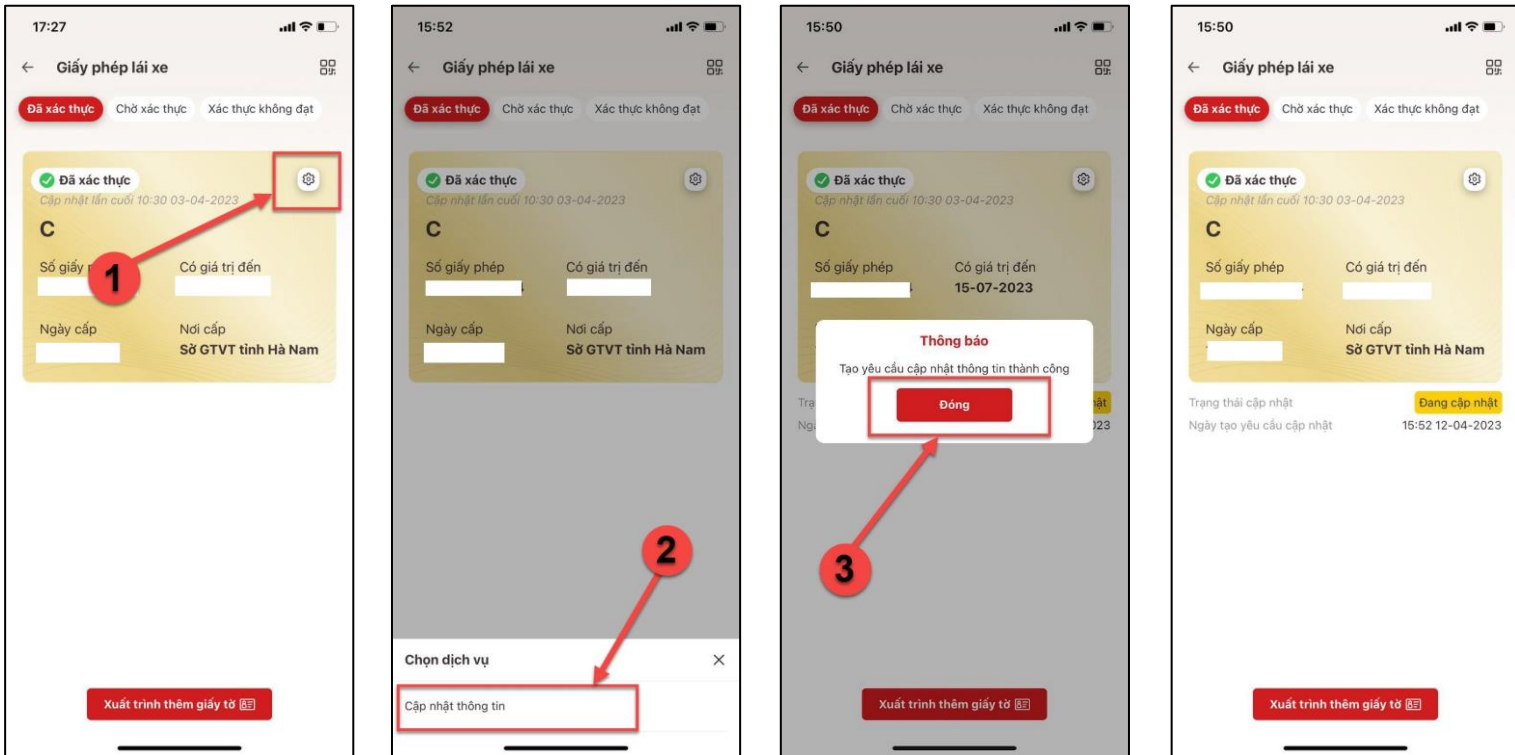 17:27
Giấy phép lái xe
Đã xác thực Chờ xác thực Xác thực không đạt
Đã xác thực
Cập nhật lần cuối 10:30 03-04-2023
C
Số giấy
Có giá trị đến
1
Ngày cấp
Nơi cấp
Sở GTVT tỉnh Hà Nam
Xuất trình thêm giấy tờ
15:52
Giấy phép lái xe
Đã xác thực Chờ xác thực Xác thực không đạt
Đã xác thực
Cập nhật lần cuối 10:30 03-04-2023
C
Số giấy phép
Có giá trị đến
Ngày cấp
Nơi cấp
Sở GTVT tỉnh Hà Nam
2
Chọn dịch vụ
Cập nhật thông tin
15:50
Giấy phép lái xe
Đã xác thực Chờ xác thực Xác thực không đạt
Đã xác thực
Cập nhật lần cuối 10:30 03-04-2023
C
Số giấy phép
Có giá trị đến
15-07-2023
Thông báo
Tạo yêu cầu cập nhật thông tin thành công
Đóng
3
Xuất trình thêm giấy tờ
15:50
Giấy phép lái xe
Đã xác thực Chờ xác thực Xác thực không đạt
Đã xác thực
Cập nhật lần cuối 10:30 03-04-2023
C
Số giấy phép
Có giá trị đến
Ngày cấp
Nơi cấp
Sở GTVT tỉnh Hà Nam
Trạng thái cập nhật Đang cập nhật
Ngày tạo yêu cầu cập nhật 15:52 12-04-2023
Xuất trình thêm giấy tờ